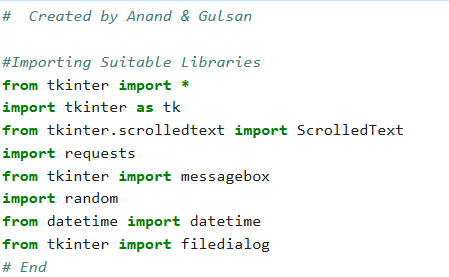 #  Created by Anand & Gulsan
#Importing Suitable Libraries
from tkinter import *
import tkinter as tk
from tkinter.scrolledtext import ScrolledText
import requests
from tkinter import messagebox
import random
from datetime import datetime
from tkinter import filedialog
# End